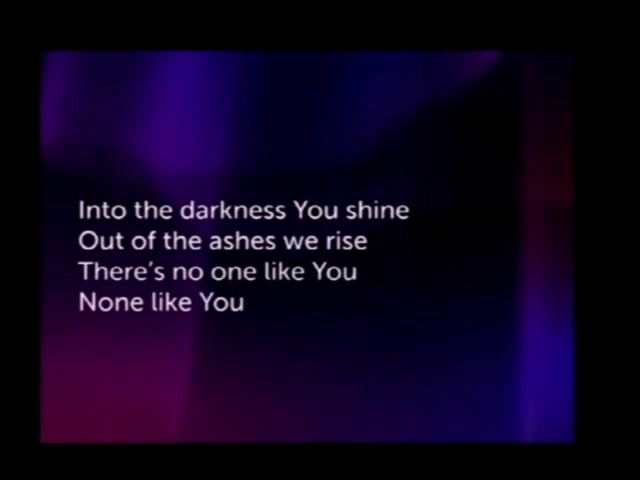 Into the darkness You shine
Out of the ashes we rise
There's no one like You
None like You